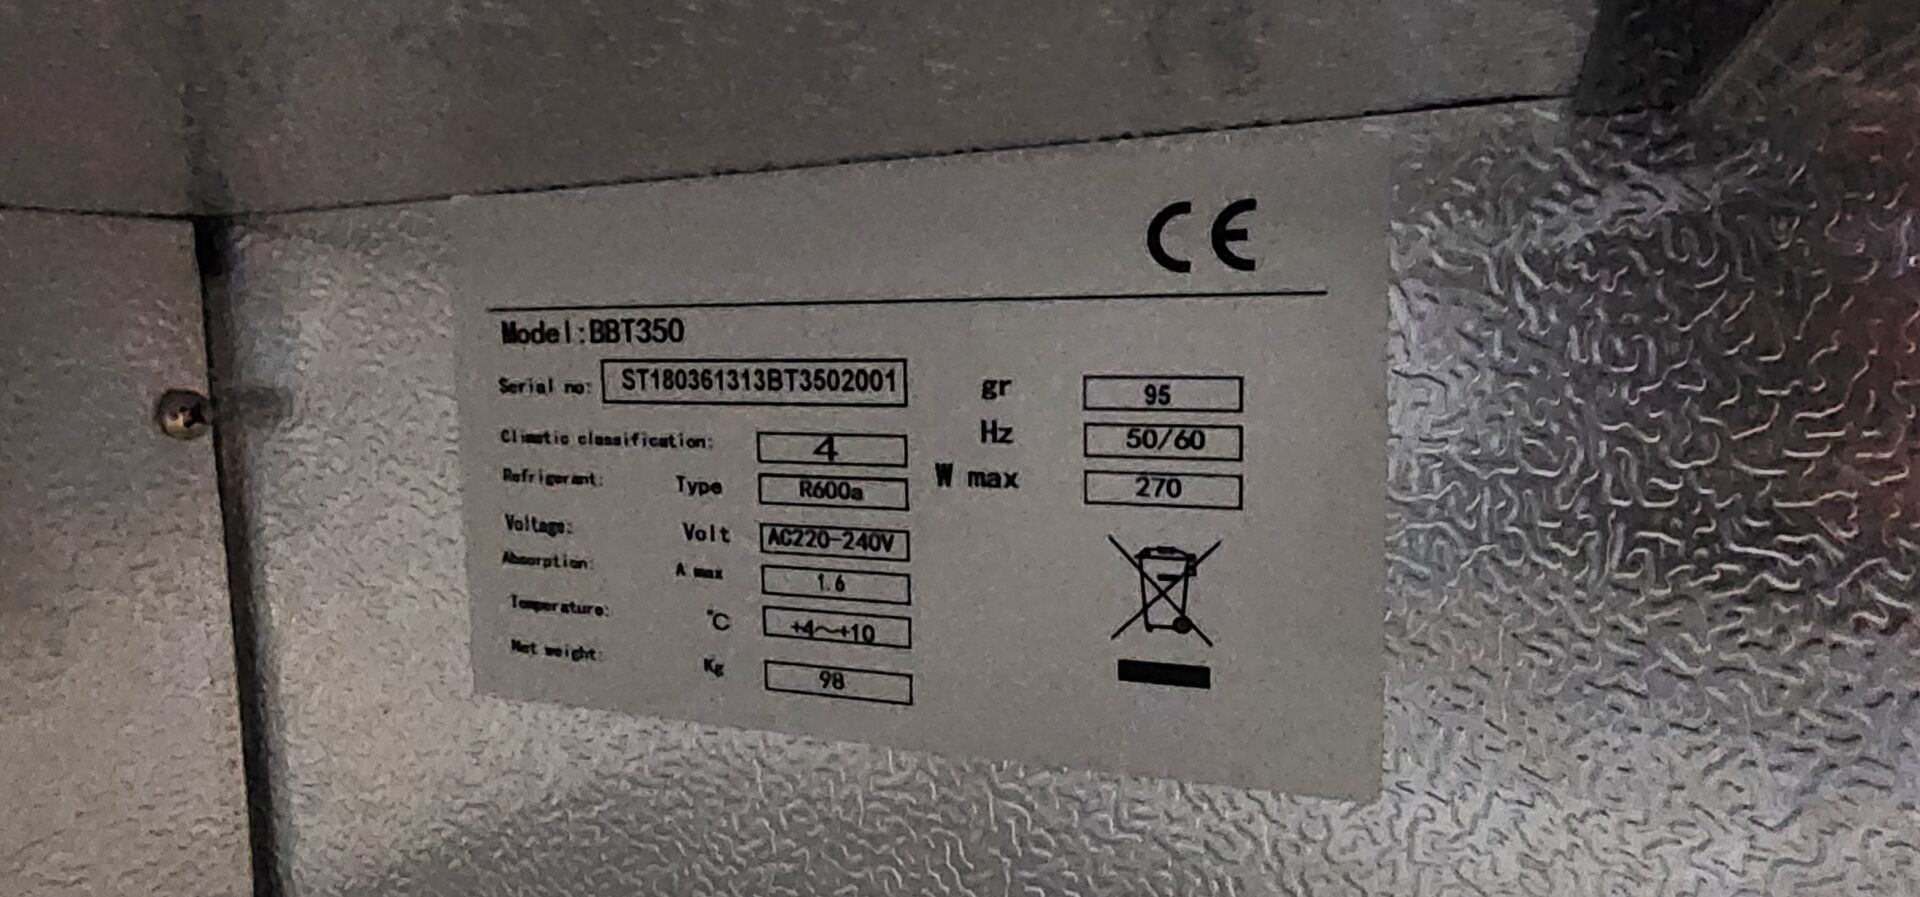 CE
Model:BBT350
Serial no: ST180361313BT3502001 gr 95
Climatic classification: 4 Hz 50/60
Refrigerant: Type R600a W max 270
Voltage: Volt AC220-240V
Absorption: A max 1.6
Temperature: °C +4~+10
Net weight: Kg 98